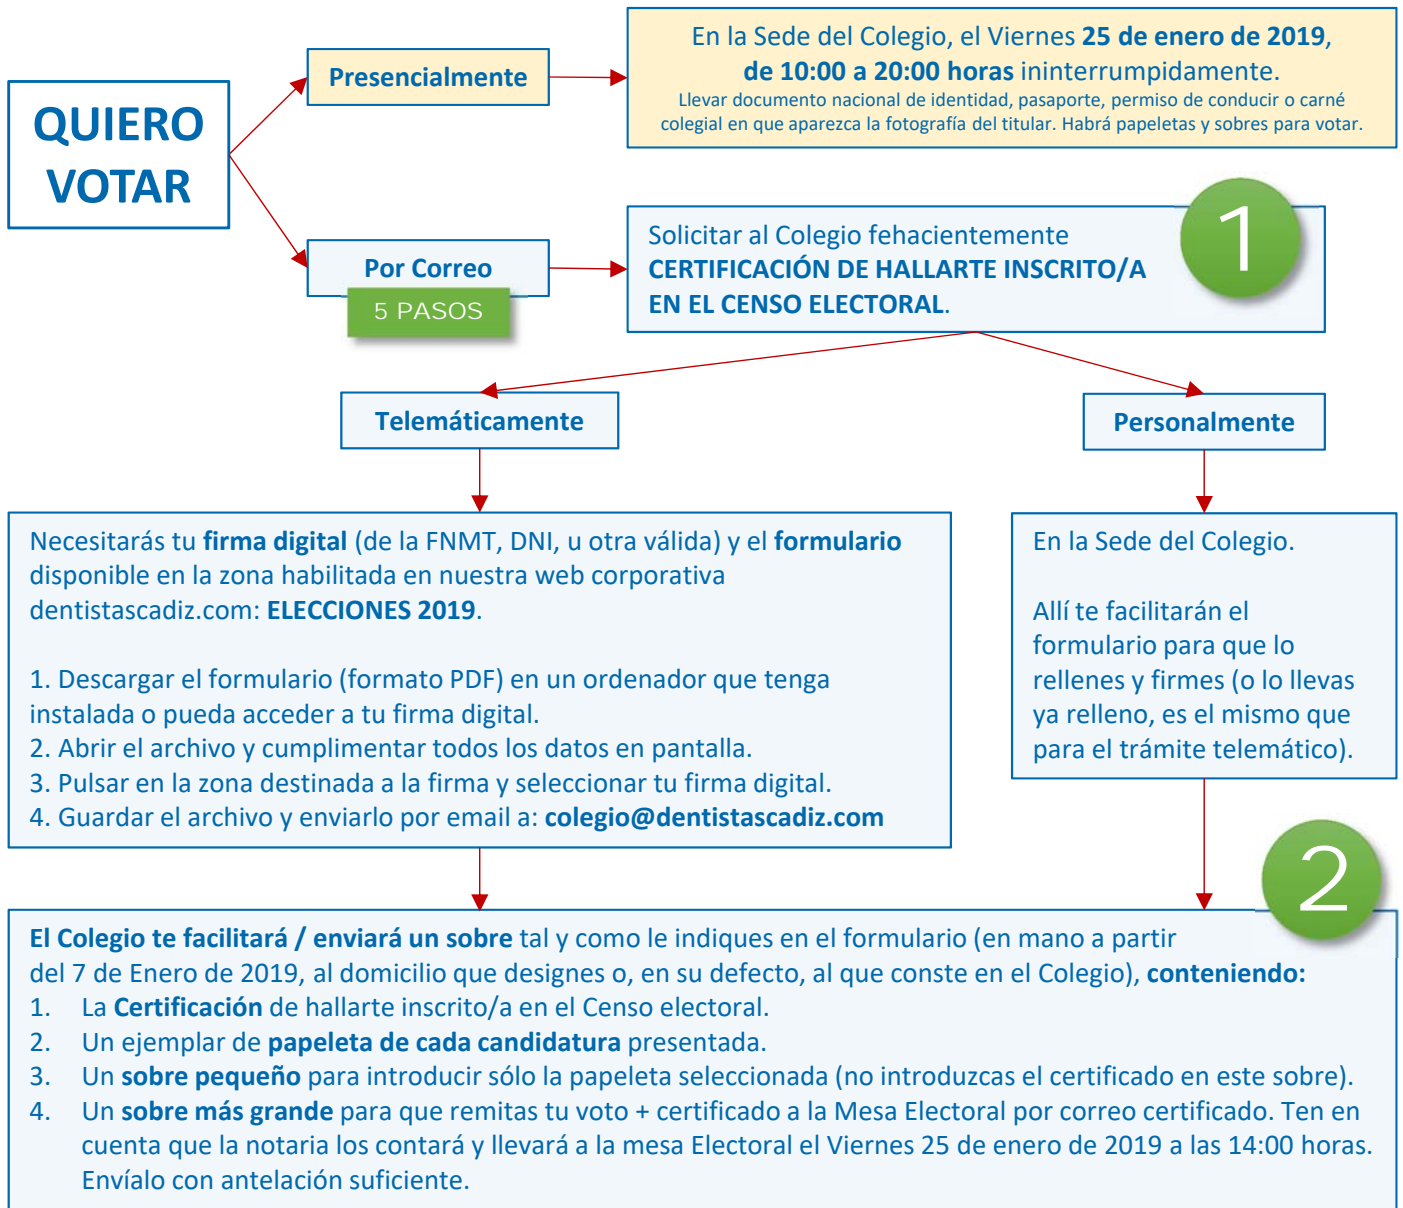 QUIERO
VOTAR
Presencialmente
En la Sede del Colegio, el Viernes 25 de enero de 2019,
de 10:00 a 20:00 horas ininterrumpidamente.
Llevar documento nacional de identidad, pasaporte, permiso de conducir o carné
colegial en que aparezca la fotografía del titular. Habrá papeletas y sobres para votar.
Por Correo
5 PASOS
Solicitar al Colegio fehacientemente
CERTIFICACIÓN DE HALLARTE INSCRITO/A
EN EL CENSO ELECTORAL.
1
Telemáticamente
Personalmente
Necesitarás tu firma digital (de la FNMT, DNI, u otra válida) y el formulario
disponible en la zona habilitada en nuestra web corporativa
dentistascadiz.com: ELECCIONES 2019.
1. Descargar el formulario (formato PDF) en un ordenador que tenga
instalada o pueda acceder a tu firma digital.
2. Abrir el archivo y cumplimentar todos los datos en pantalla.
3. Pulsar en la zona destinada a la firma y seleccionar tu firma digital.
4. Guardar el archivo y enviarlo por email a: colegio@dentistascadiz.com
En la Sede del Colegio.
Allí te facilitarán el
formulario para que lo
rellenes y firmes (o lo llevas
ya relleno, es el mismo que
para el trámite telemático).
2
El Colegio te facilitará / enviará un sobre tal y como le indiques en el formulario (en mano a partir
del 7 de Enero de 2019, al domicilio que designes o, en su defecto, al que conste en el Colegio), conteniendo:
1. La Certificación de hallarte inscrito/a en el Censo electoral.
2. Un ejemplar de papeleta de cada candidatura presentada.
3. Un sobre pequeño para introducir sólo la papeleta seleccionada (no introduzcas el certificado en este sobre).
4. Un sobre más grande para que remitas tu voto + certificado a la Mesa Electoral por correo certificado. Ten en
cuenta que la notaria los contará y llevará a la mesa Electoral el Viernes 25 de enero de 2019 a las 14:00 horas.
Envíalo con antelación suficiente.